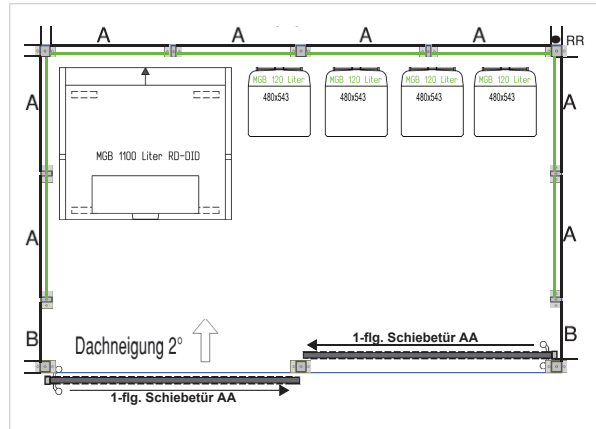 A A A A RR
MGB 120 Liter MGB 120 Liter MGB 120 Liter MGB 120 Liter
A 480x543 480x543 480x543 480x543 A
MGB 1100 Liter RD-DID
A A
B Dachneigung 2° 1-flg. Schiebetür AA B
1-flg. Schiebetür AA